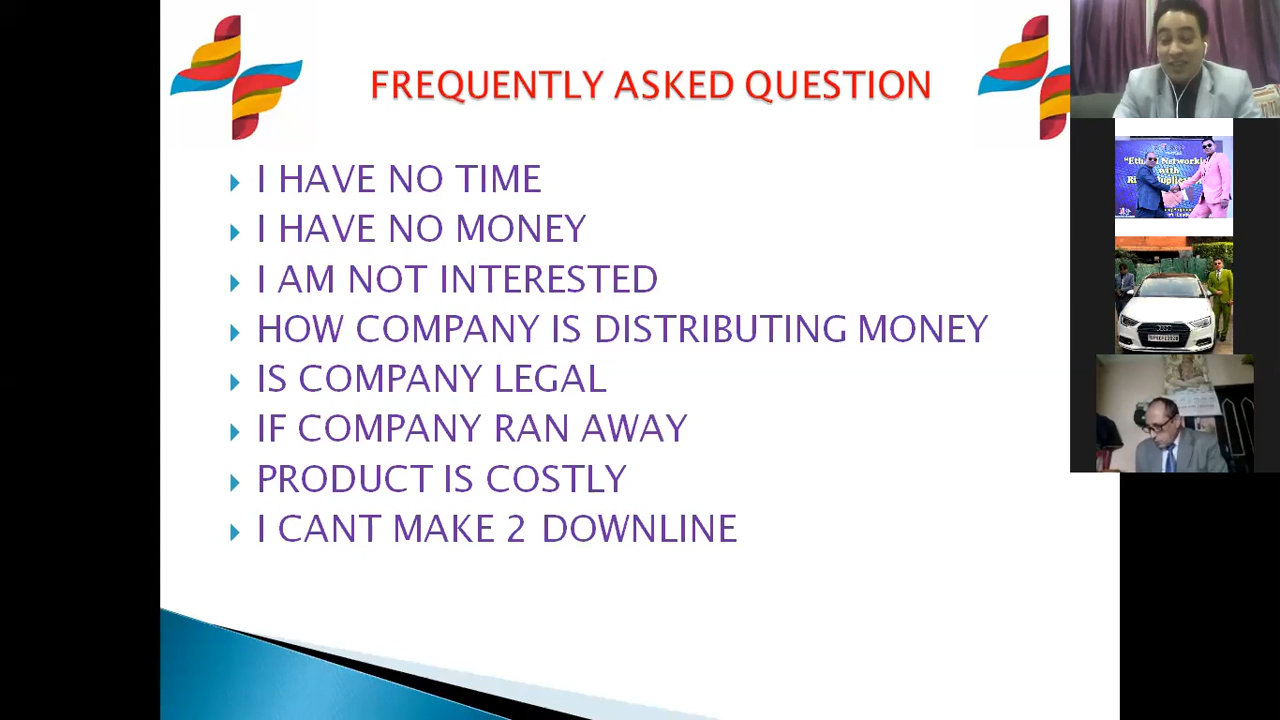 FREQUENTLY ASKED QUESTION
I HAVE NO TIME
I HAVE NO MONEY
I AM NOT INTERESTED
HOW COMPANY IS DISTRIBUTING MONEY
IS COMPANY LEGAL
IF COMPANY RAN AWAY
PRODUCT IS COSTLY
I CANT MAKE 2 DOWNLINE
with